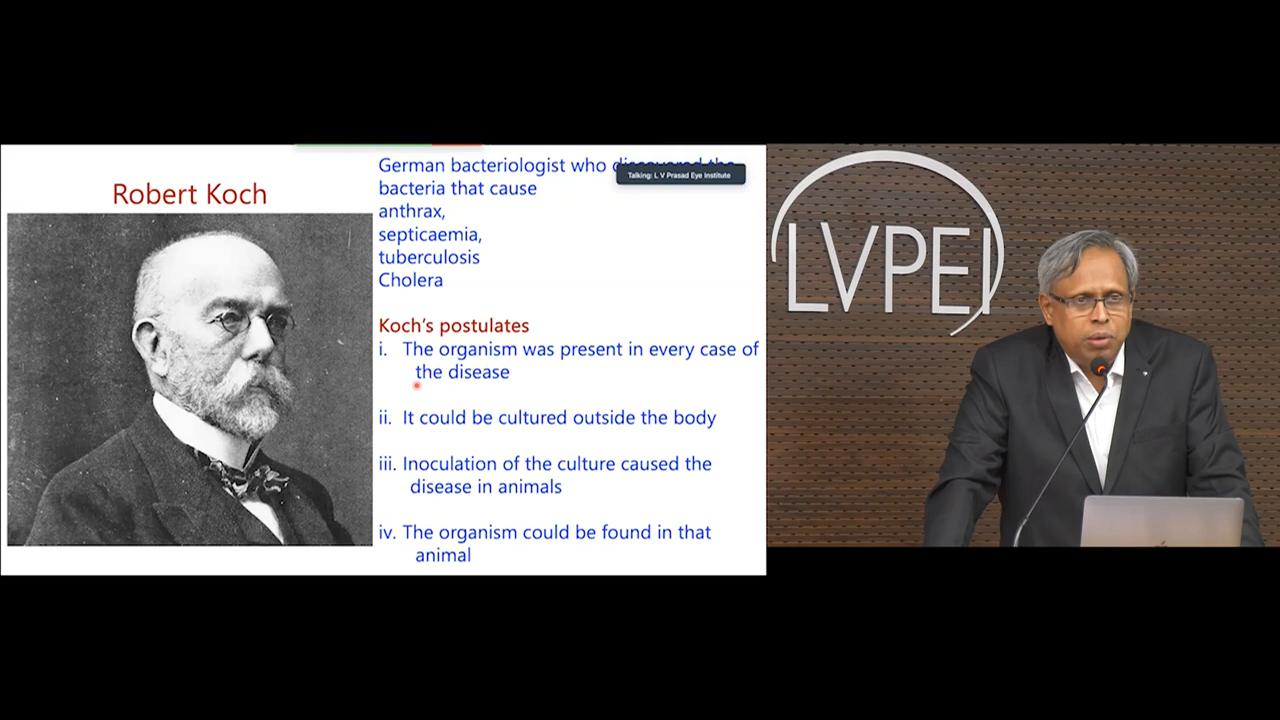 Robert Koch
German bacteriologist who discovered the
bacteria that cause
anthrax,
septicaemia,
tuberculosis
Cholera
Talking: L V Prasad Eye Institute
Koch's postulates
i. The organism was present in every case of
the disease
ii. It could be cultured outside the body
iii. Inoculation of the culture caused the
disease in animals
iv. The organism could be found in that
animal
LVPEI